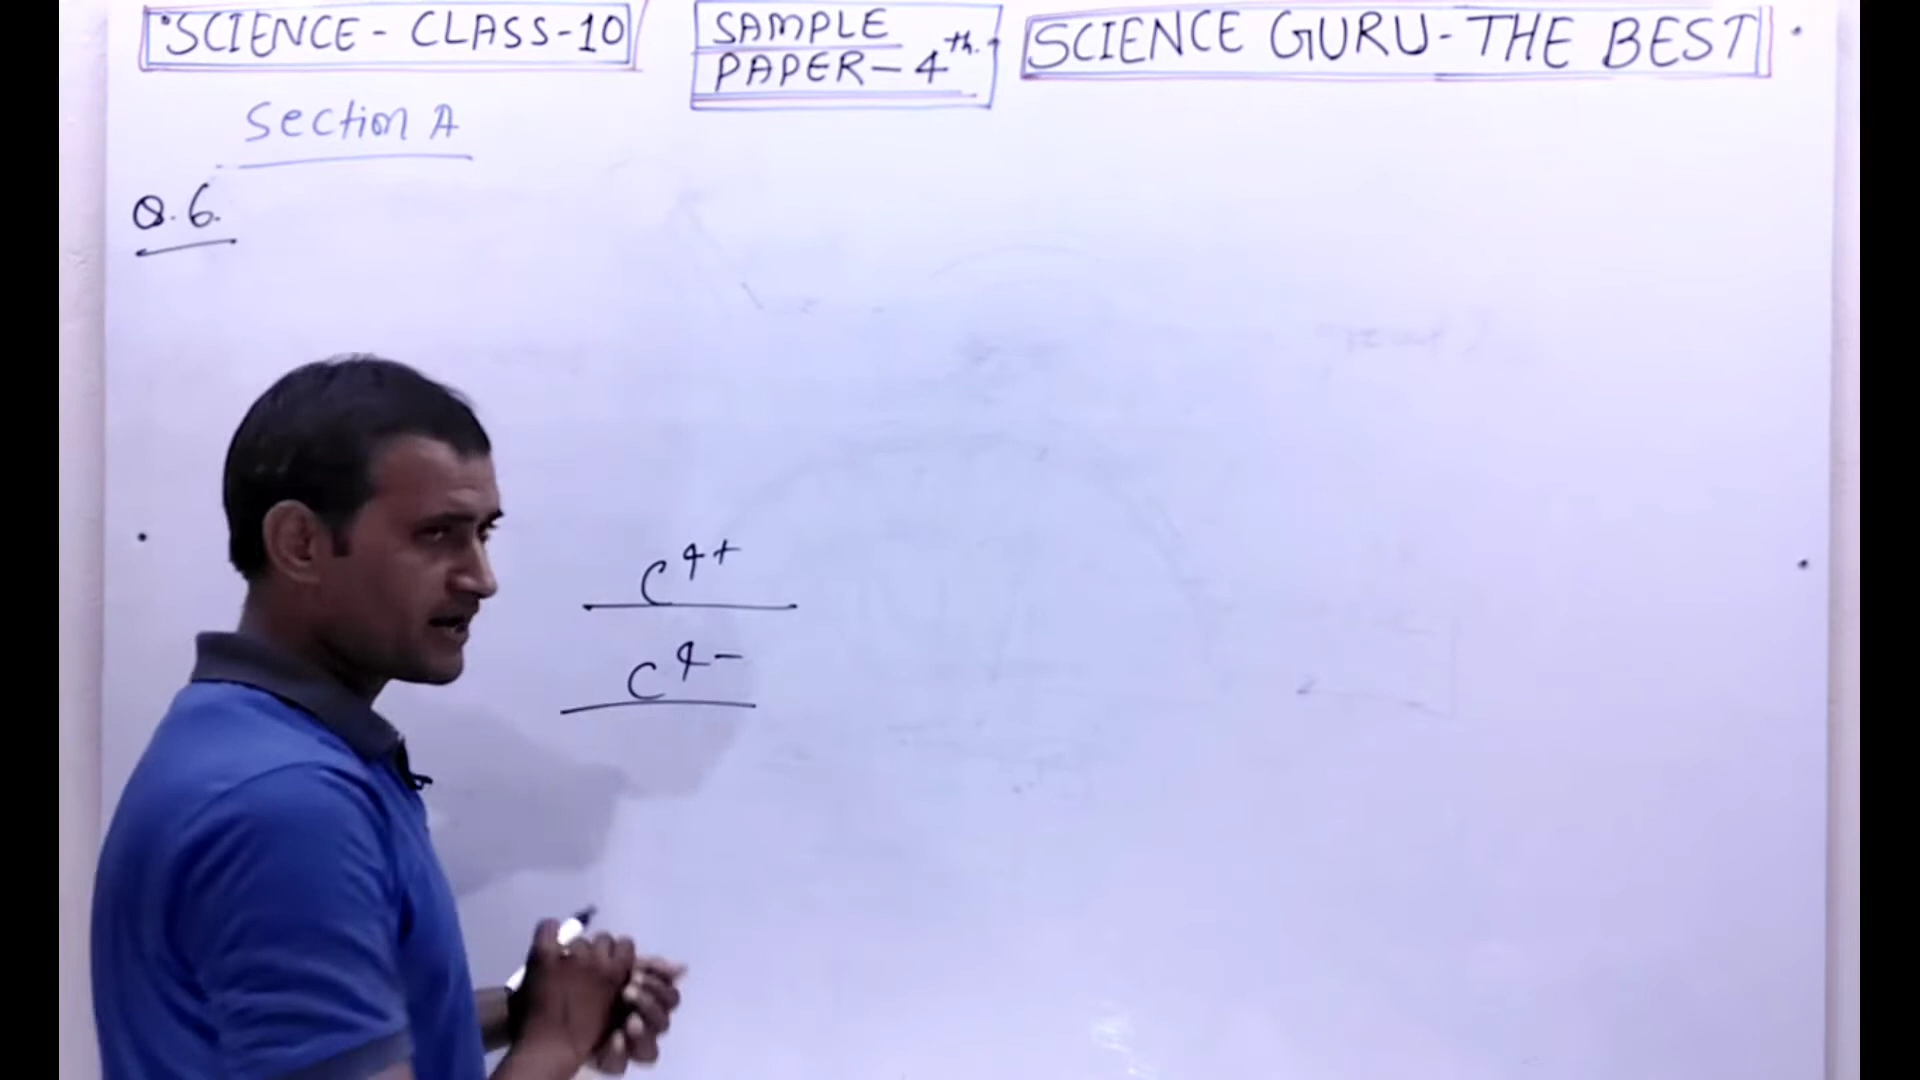 SCIENCE - CLASS-10
SAMPLE
PAPER - 4th.
SCIENCE GURU - THE BEST
Section A
Q. 6.
C4+
C4-